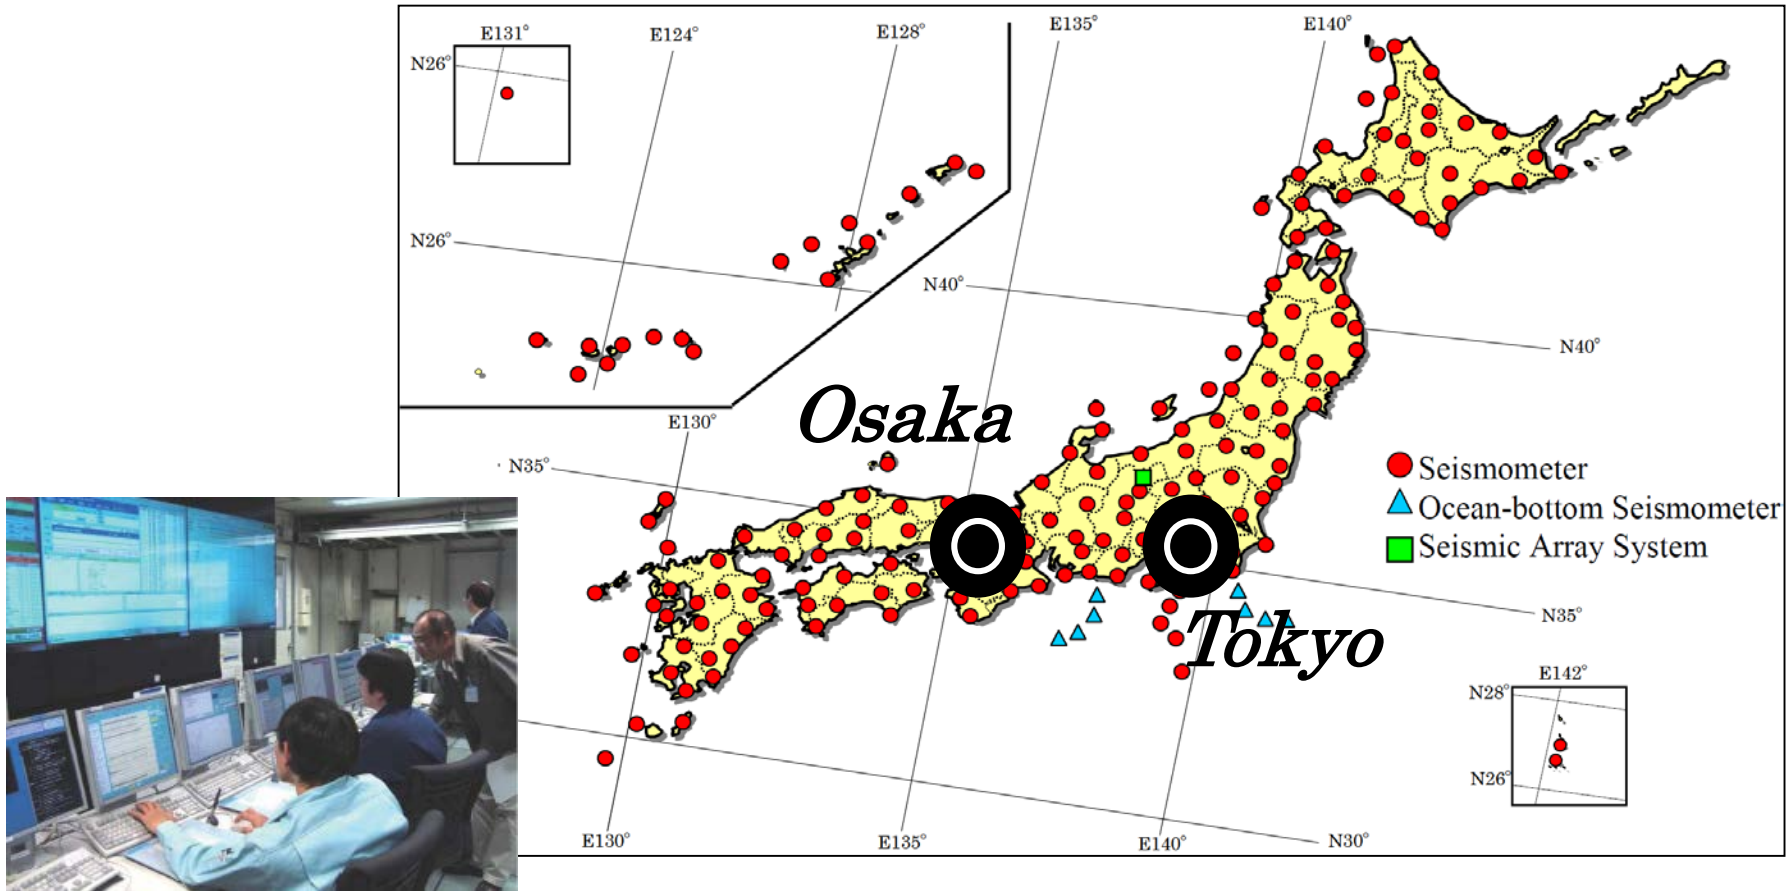 E131°
E124°
E128°
E135°
E140°
N26°
N26°
N40°
N40°
Osaka
E130°
N35°
Seismometer
Ocean-bottom Seismometer
Seismic Array System
N35°
Tokyo
E142°
N28°
N26°
E130°
E135°
E140°
N30°